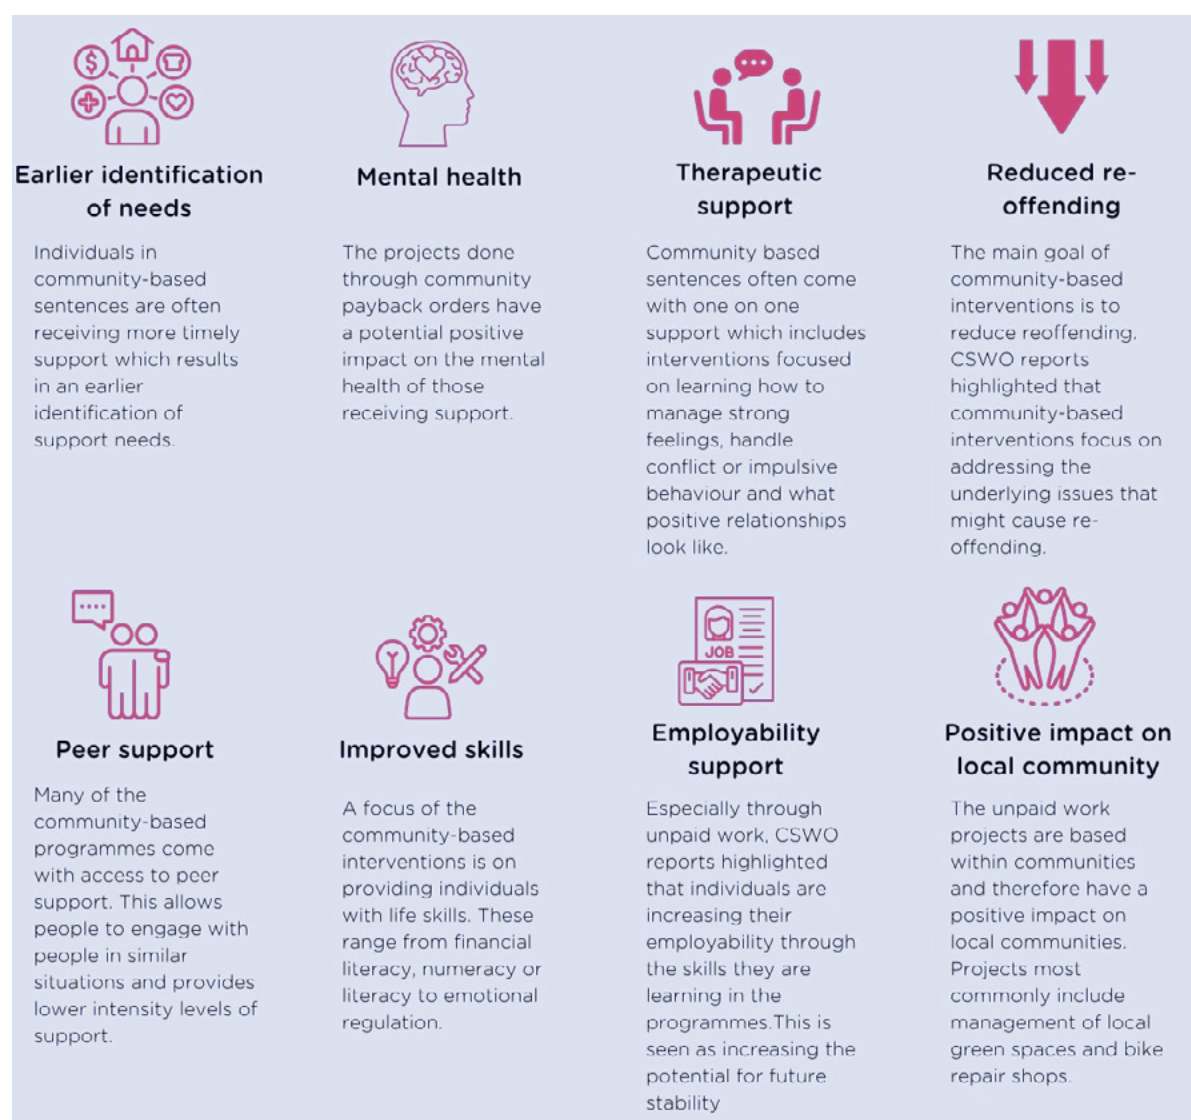 Earlier identification
of needs
Individuals in
community-based
sentences are often
receiving more timely
support which results
in an earlier
identification of
support needs.
Mental health
The projects done
through community
payback orders have
a potential positive
impact on the mental
health of those
receiving support.
Therapeutic
support
Community based
sentences often come
with one on one
support which includes
interventions focused
on learning how to
manage strong
feelings, handle
conflict or impulsive
behaviour and what
positive relationships
look like.
Reduced re-
offending
The main goal of
community-based
interventions is to
reduce reoffending.
CSWO reports
highlighted that
community-based
interventions focus on
addressing the
underlying issues that
might cause re-
offending.
Peer support
Many of the
community-based
programmes come
with access to peer
support. This allows
people to engage with
people in similar
situations and provides
lower intensity levels of
support.
Improved skills
A focus of the
community-based
interventions is on
providing individuals
with life skills. These
range from financial
literacy, numeracy or
literacy to emotional
regulation.
JOB
Employability
support
Especially through
unpaid work, CSWO
reports highlighted
that individuals are
increasing their
employability through
the skills they are
learning in the
programmes.This is
seen as increasing the
potential for future
stability
Positive impact on
local community
The unpaid work
projects are based
within communities
and therefore have a
positive impact on
local communities.
Projects most
commonly include
management of local
green spaces and bike
repair shops.